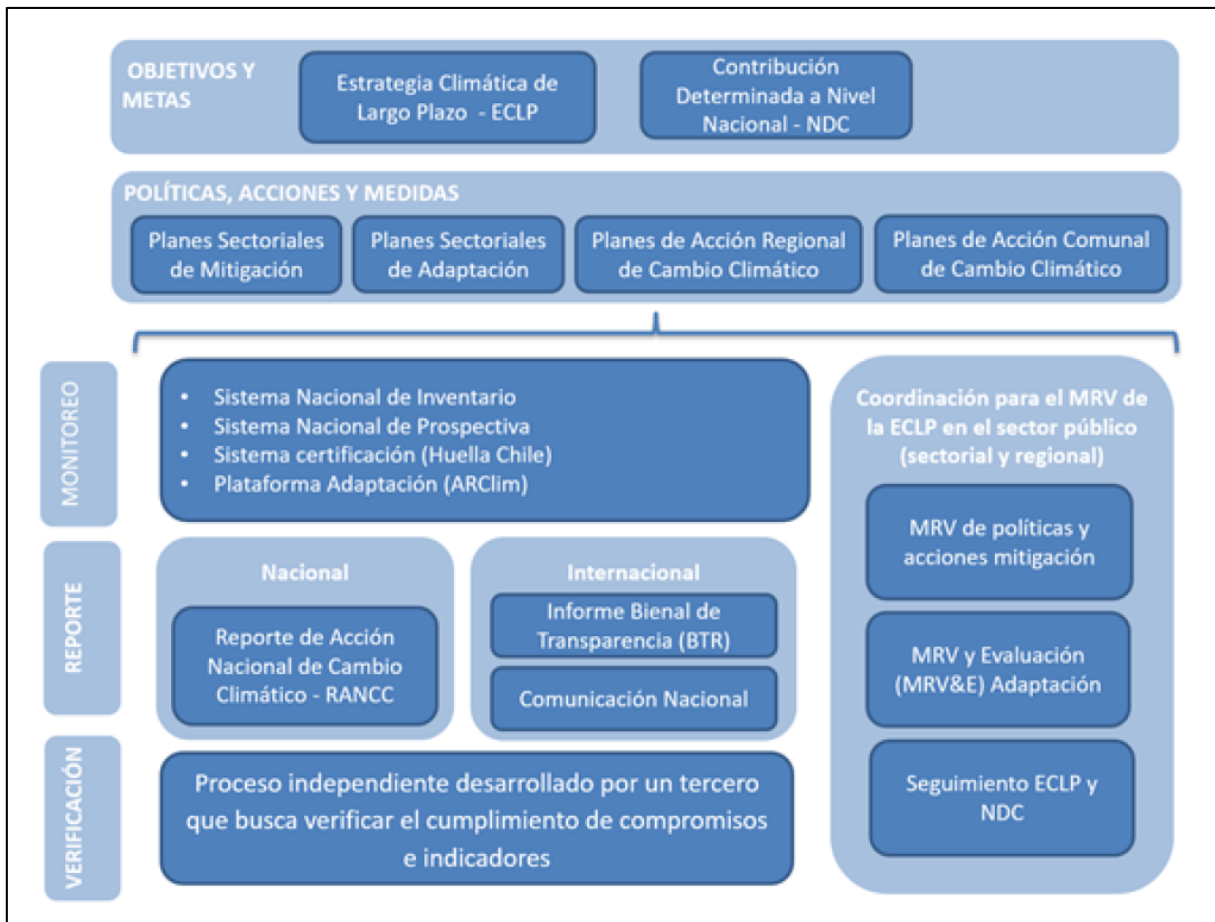 OBJETIVOS Y
METAS
Estrategia Climática de
Largo Plazo - ECLP
Contribución
Determinada a Nivel
Nacional - NDC
POLÍTICAS, ACCIONES Y MEDIDAS
Planes Sectoriales
de Mitigación
Planes Sectoriales
de Adaptación
Planes de Acción Regional
de Cambio Climático
Planes de Acción Comunal
de Cambio Climático
MONITOREO
• Sistema Nacional de Inventario
• Sistema Nacional de Prospectiva
• Sistema certificación (Huella Chile)
• Plataforma Adaptación (ARClim)
REPORTE
Nacional
Reporte de Acción
Nacional de Cambio
Climático - RANCC
Internacional
Informe Bienal de
Transparencia (BTR)
Comunicación Nacional
VERIFICACIÓN
Proceso independiente desarrollado por un tercero
que busca verificar el cumplimiento de compromisos
e indicadores
Coordinación para el MRV de
la ECLP en el sector público
(sectorial y regional)
MRV de políticas y
acciones mitigación
MRV y Evaluación
(MRV&E) Adaptación
Seguimiento ECLP y
NDC